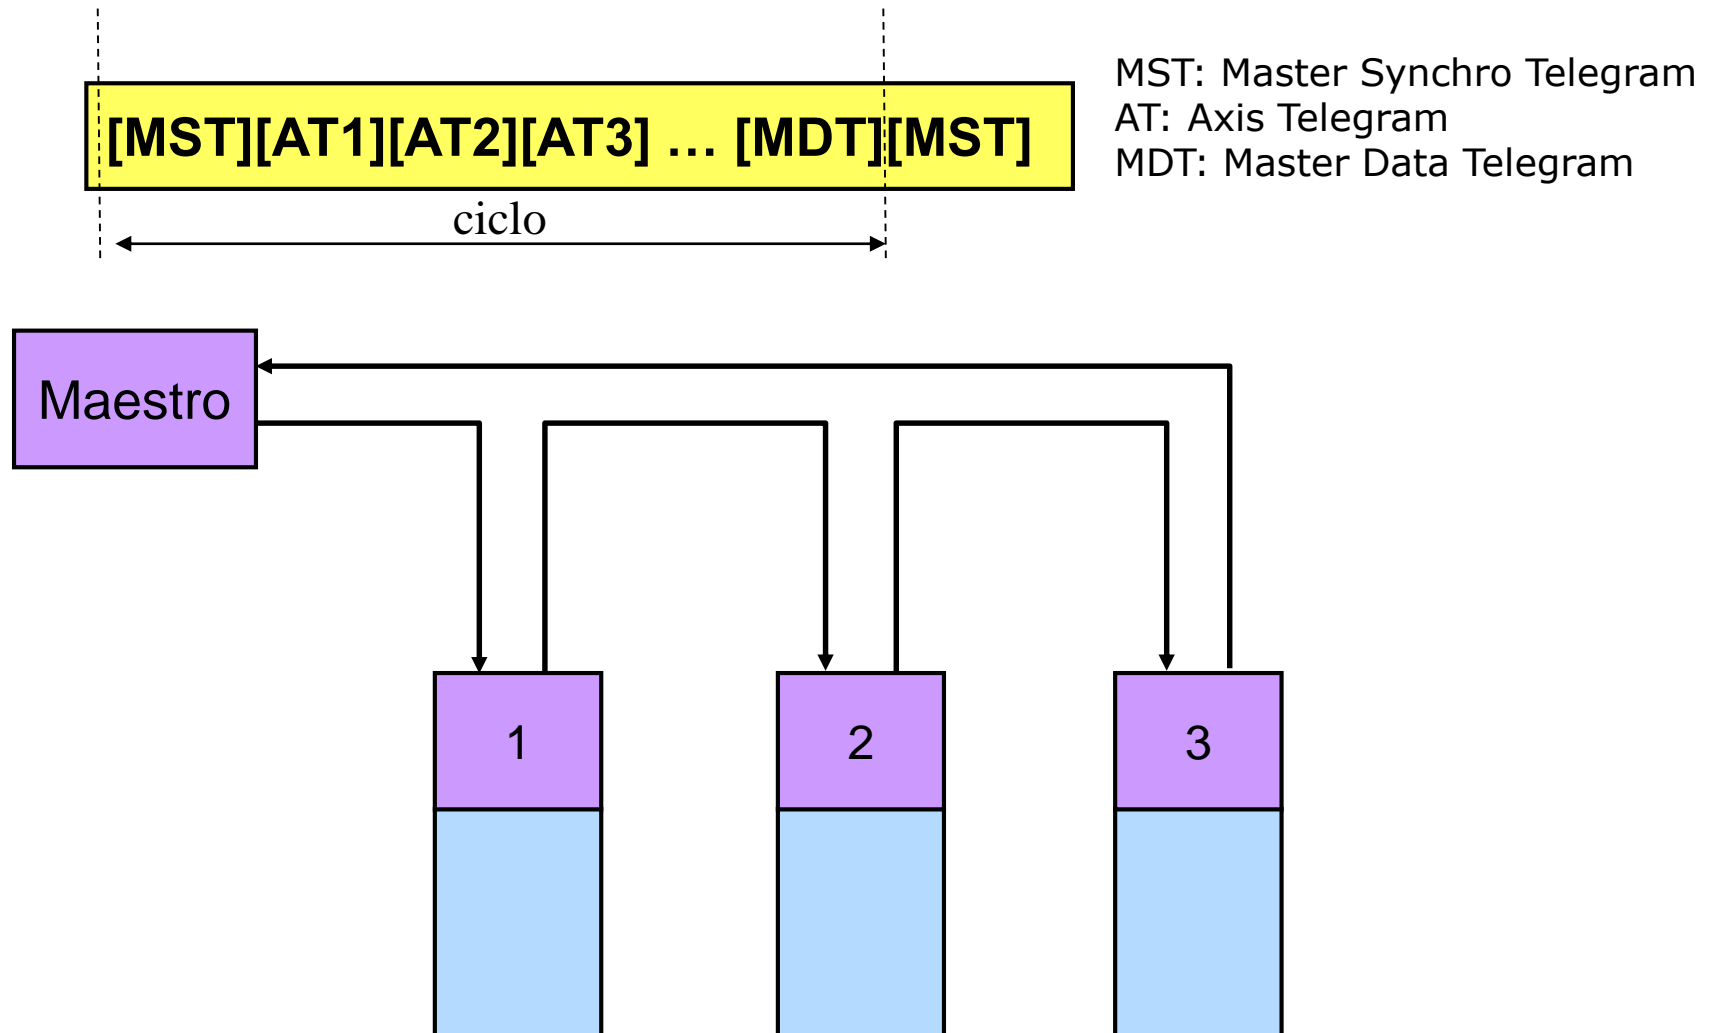 [MST][AT1][AT2][AT3] … [MDT][MST]
MST: Master Synchro Telegram
AT: Axis Telegram
MDT: Master Data Telegram
ciclo
Maestro
1
2
3